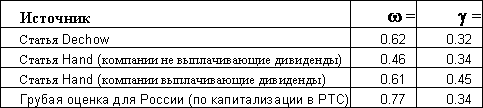 Источник ω = γ =
Статья Dechow 0.62 0.32
Статья Hand (компании не выплачивающие дивиденды) 0.46 0.34
Статья Hand (компании выплачивающие дивиденды) 0.61 0.45
Грубая оценка для России (по капитализации в РТС) 0.77 0.34